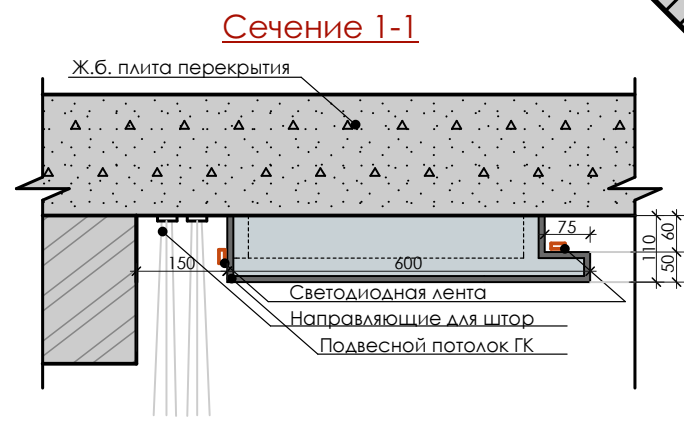 Сечение 1-1
Ж.б. плита перекрытия
75
60
110
50
150
600
Светодиодная лента
Направляющие для штор
Подвесной потолок ГК